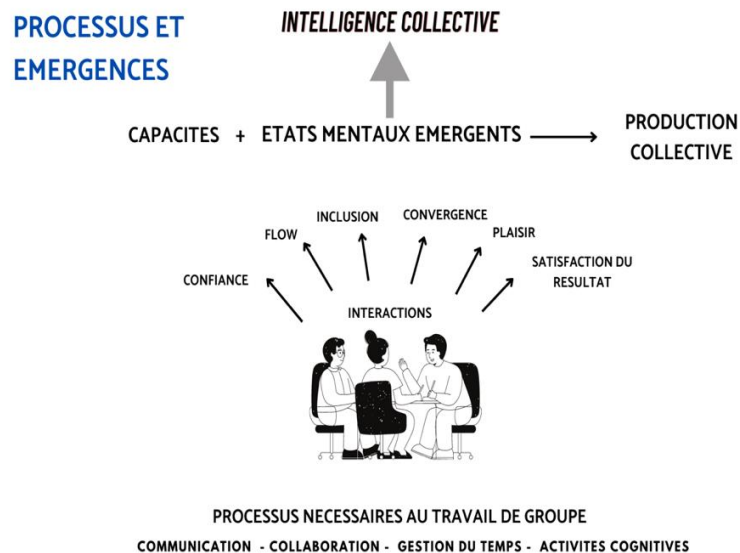 PROCESSUS ET
EMERGENCES
INTELLIGENCE COLLECTIVE
CAPACITES + ETATS MENTAUX EMERGENTS
PRODUCTION
COLLECTIVE
CONFIANCE
FLOW
INCLUSION
CONVERGENCE
PLAISIR
SATISFACTION DU
RESULTAT
INTERACTIONS
PROCESSUS NECESSAIRES AU TRAVAIL DE GROUPE
COMMUNICATION - COLLABORATION - GESTION DU TEMPS - ACTIVITES COGNITIVES